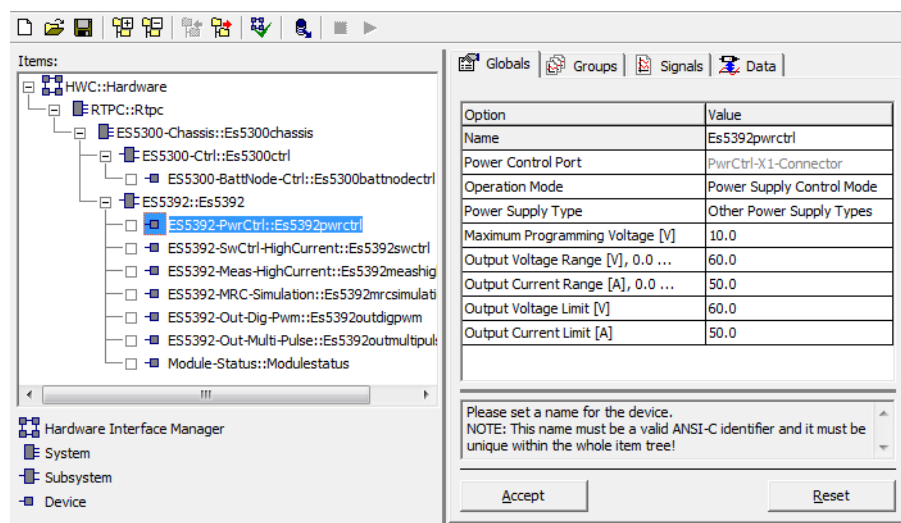 Items:
HWC::Hardware
RTPC::Rtpc
ES5300-Chassis::Es5300chassis
ES5300-Ctrl::Es5300ctrl
ES5300-BattNode-Ctrl::Es5300battnodectrl
ES5392::Es5392
ES5392-PwrCtrl::Es5392pwrctrl
ES5392-SwCtrl-HighCurrent::Es5392swctrl
ES5392-Meas-HighCurrent::Es5392meashig
ES5392-MRC-Simulation::Es5392mrcsimulati
ES5392-Out-Dig-Pwm::Es5392outdigpwm
ES5392-Out-Multi-Pulse::Es5392outmultipul
Module-Status::Modulestatus
Hardware Interface Manager
System
Subsystem
Device
Globals Groups Signals Data
Option Value
Name Es5392pwrctrl
Power Control Port PwrCtrl-X1-Connector
Operation Mode Power Supply Control Mode
Power Supply Type Other Power Supply Types
Maximum Programming Voltage [V] 10.0
Output Voltage Range [V], 0.0 ... 60.0
Output Current Range [A], 0.0 ... 50.0
Output Voltage Limit [V] 60.0
Output Current Limit [A] 50.0
Please set a name for the device.
NOTE: This name must be a valid ANSI-C identifier and it must be
unique within the whole item tree!
Accept Reset